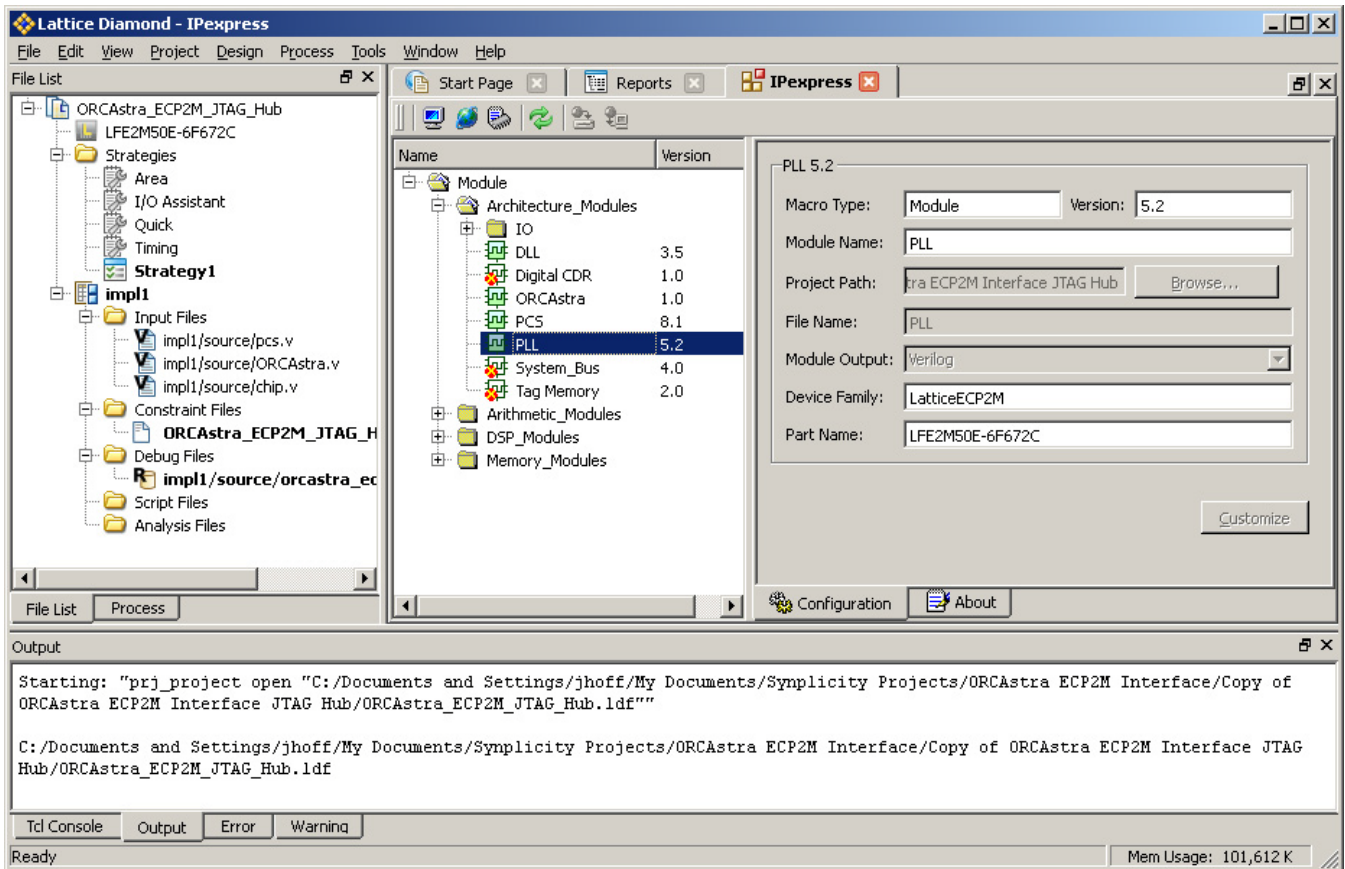 Lattice Diamond - IPexpress
File Edit View Project Design Process Tools Window Help
File List
ORCAstra_ECP2M_JTAG_Hub
LFE2M50E-6F672C
Strategies
Area
I/O Assistant
Quick
Timing
Strategy1
impl1
Input Files
impl1/source/pcs.v
impl1/source/ORCAstra.v
impl1/source/chip.v
Constraint Files
ORCAstra_ECP2M_JTAG_H
Debug Files
impl1/source/orcastra_ec
Script Files
Analysis Files
File List Process
Start Page Reports IPexpress
Name Version
Module
Architecture_Modules
IO
DLL 3.5
Digital CDR 1.0
ORCAstra 1.0
PCS 8.1
PLL 5.2
System_Bus 4.0
Tag Memory 2.0
Arithmetic_Modules
DSP_Modules
Memory_Modules
PLL 5.2
Macro Type: Module Version: 5.2
Module Name: PLL
Project Path: tra ECP2M Interface JTAG Hub Browse...
File Name: PLL
Module Output: Verilog
Device Family: LatticeECP2M
Part Name: LFE2M50E-6F672C
Customize
Configuration About
Output
Starting: "prj_project open "C:/Documents and Settings/jhoff/My Documents/Synplicity Projects/ORCAstra ECP2M Interface/Copy of
ORCAstra ECP2M Interface JTAG Hub/ORCAstra_ECP2M_JTAG_Hub.ldf""
C:/Documents and Settings/jhoff/My Documents/Synplicity Projects/ORCAstra ECP2M Interface/Copy of ORCAstra ECP2M Interface JTAG
Hub/ORCAstra_ECP2M_JTAG_Hub.ldf
Tcl Console Output Error Warning
Ready Mem Usage: 101,612 K